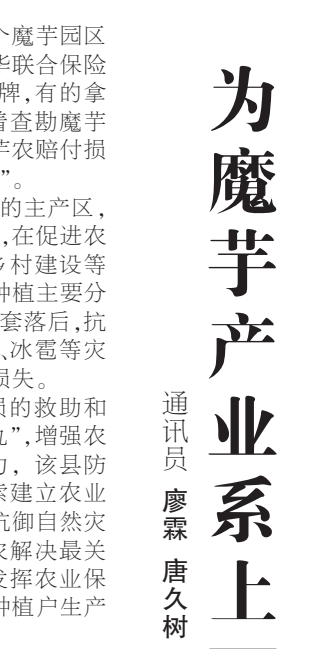 为魔芋产业系上
通讯员 廖霖 唐久树
魔芋园区
华联合保险
牌,有的拿
着查勘魔芋
芋农赔付损
”。
的主产区,
,在促进农
乡村建设等
种植主要分
套落后,抗
、冰雹等灾
损失。
员的救助和
”,增强农
力，该县防
索建立农业
抗御自然灾
农解决最关
发挥农业保
种植户生产